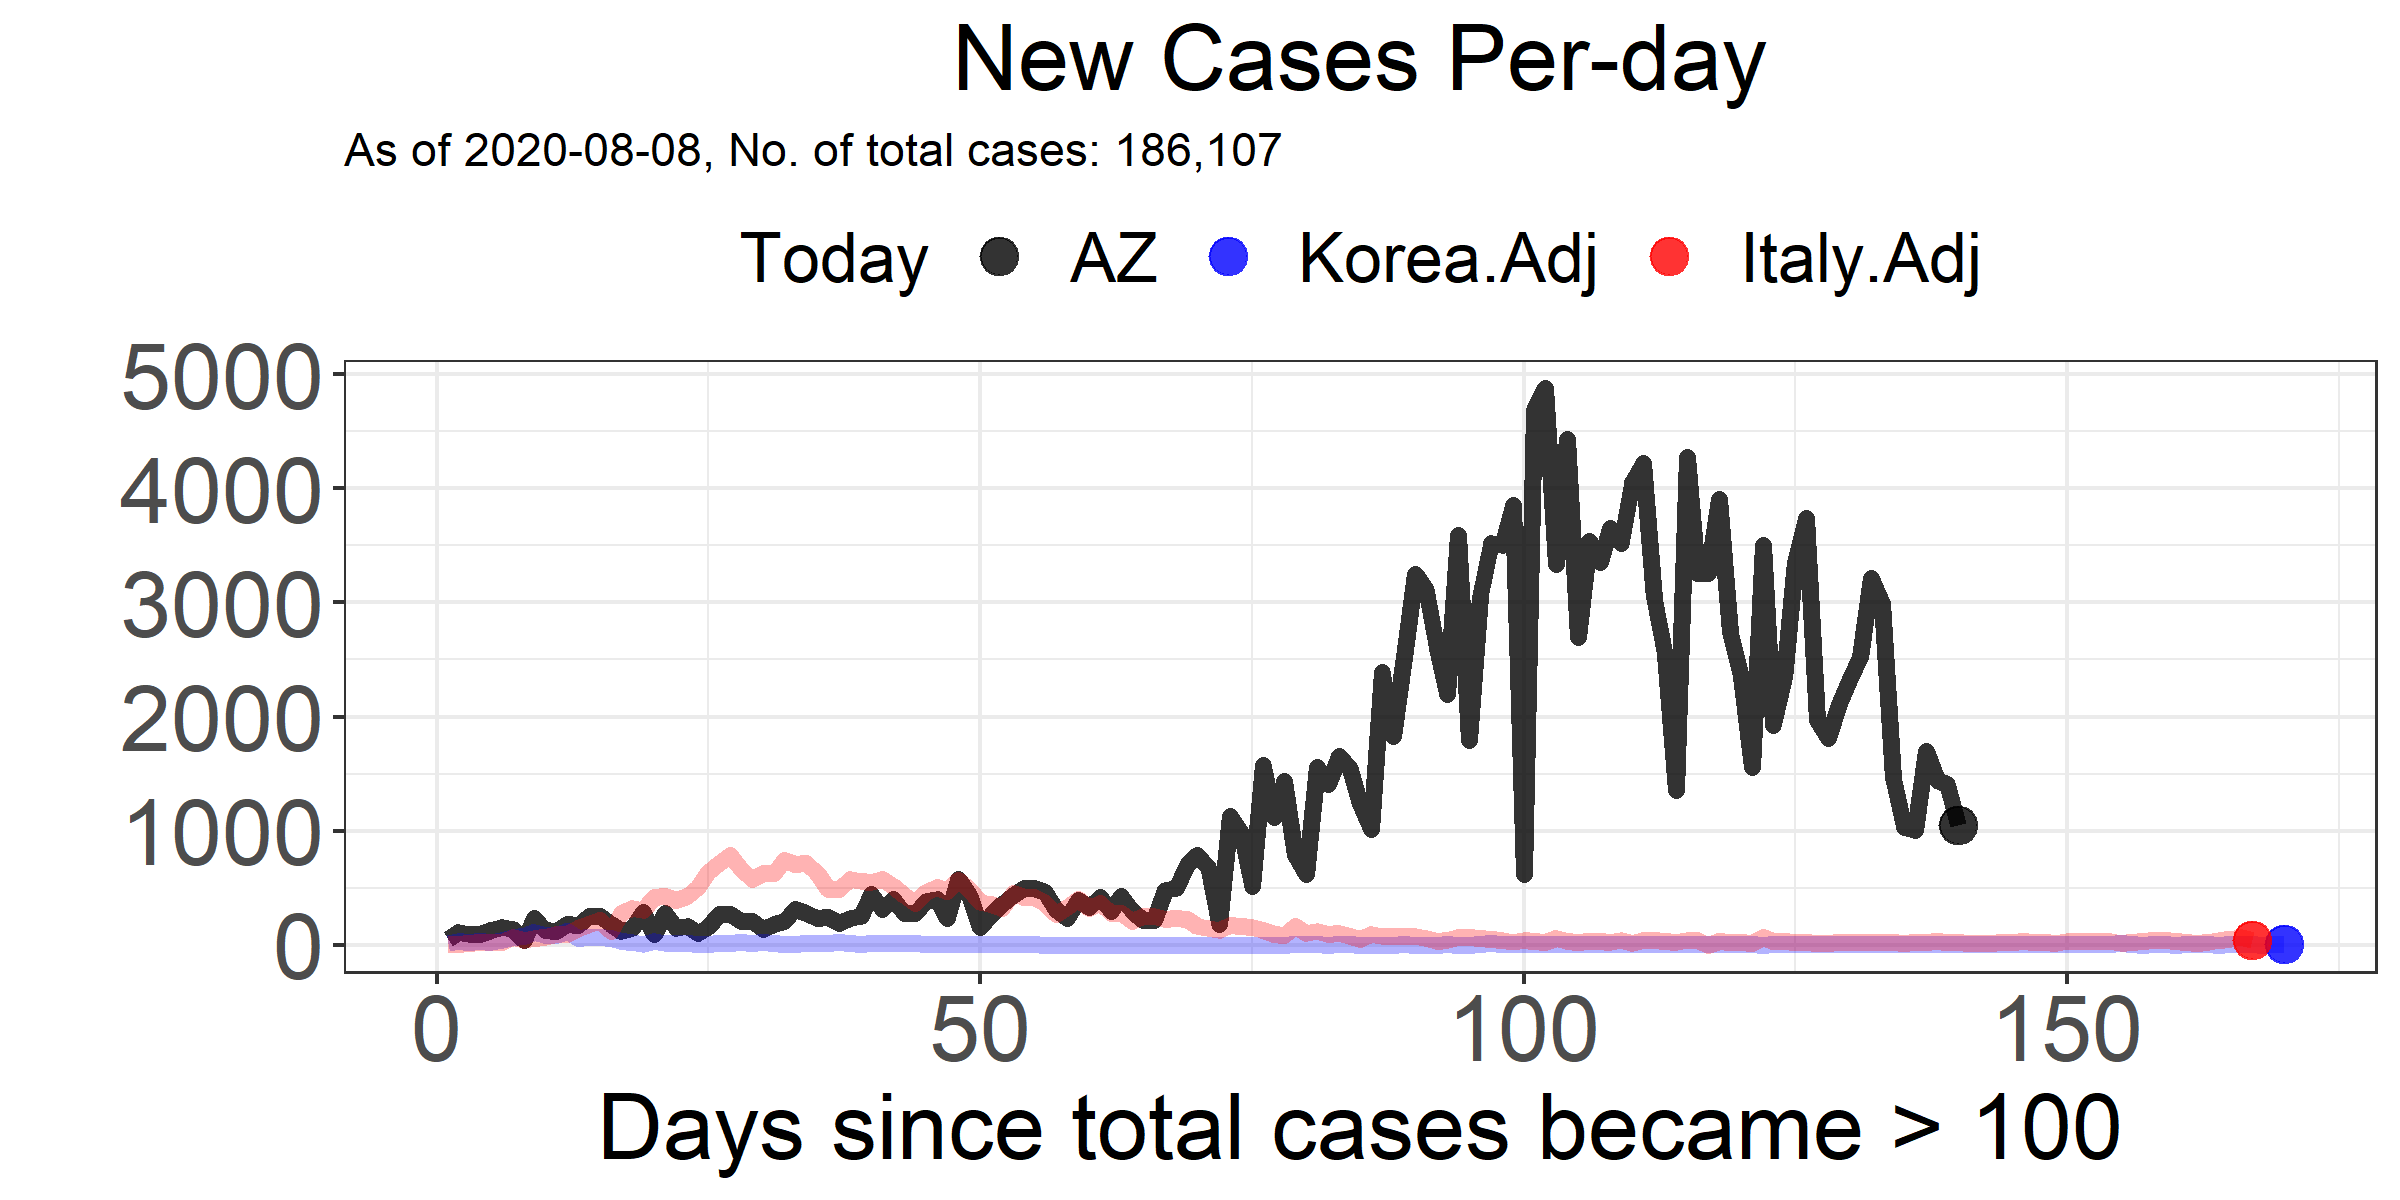 New Cases Per-day
As of 2020-08-08, No. of total cases: 186,107
Today AZ Korea.Adj Italy.Adj
5000
4000
3000
2000
1000
0
0 50 100 150
Days since total cases became > 100